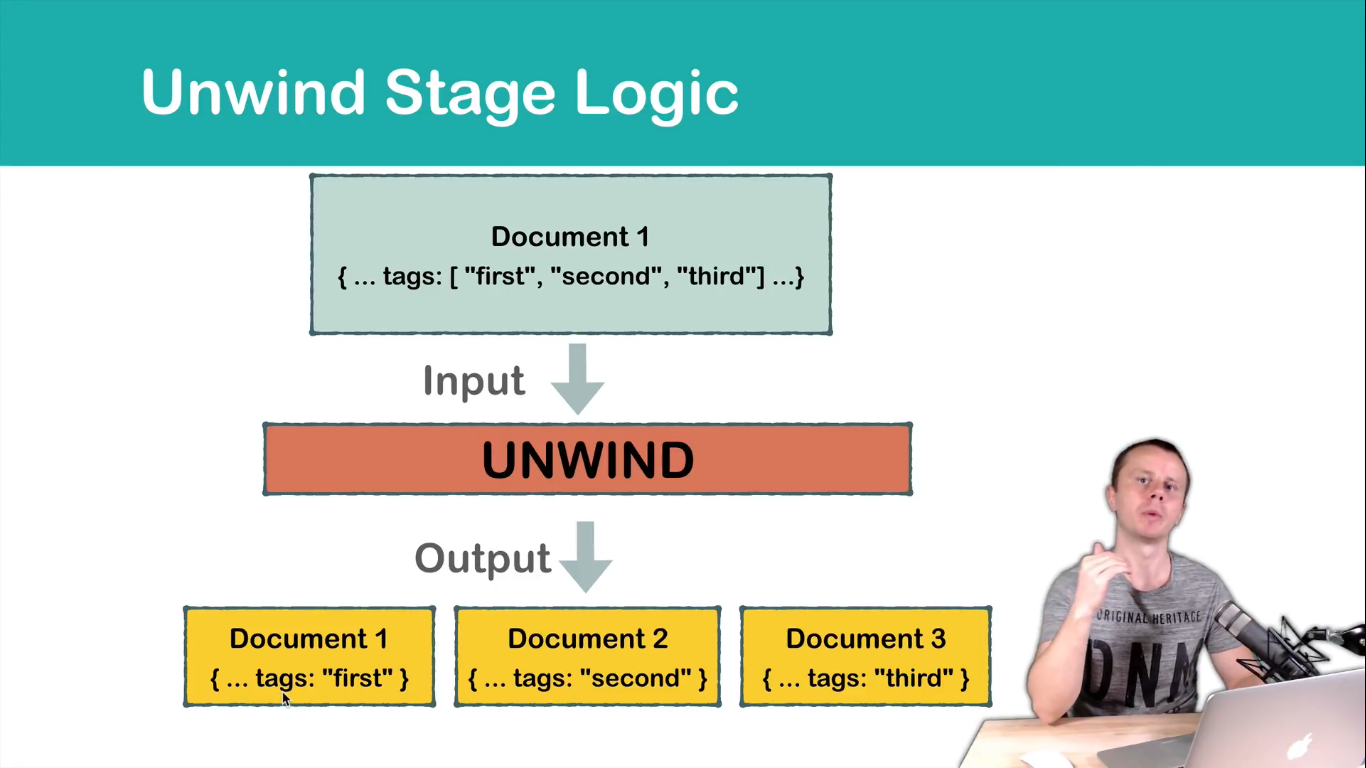 Unwind Stage Logic
Document 1
{ ... tags: [ "first", "second", "third"] ...}
Input
UNWIND
Output
Document 1
{ ... tags: "first" }
Document 2
{ ... tags: "second" }
Document 3
{ ... tags: "third" }
ORIGINAL HERITAGE
DNM